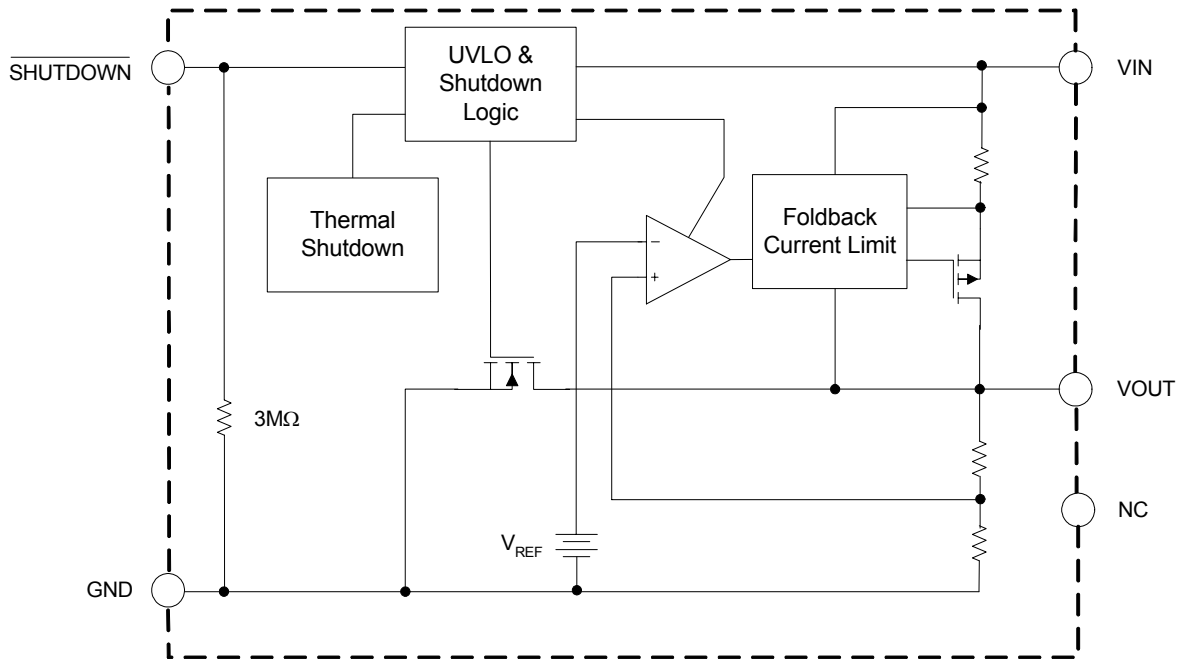 SHUTDOWN
UVLO &
Shutdown
Logic
VIN
Thermal
Shutdown
Foldback
Current Limit
−
+
VOUT
3MΩ
NC
VREF
GND